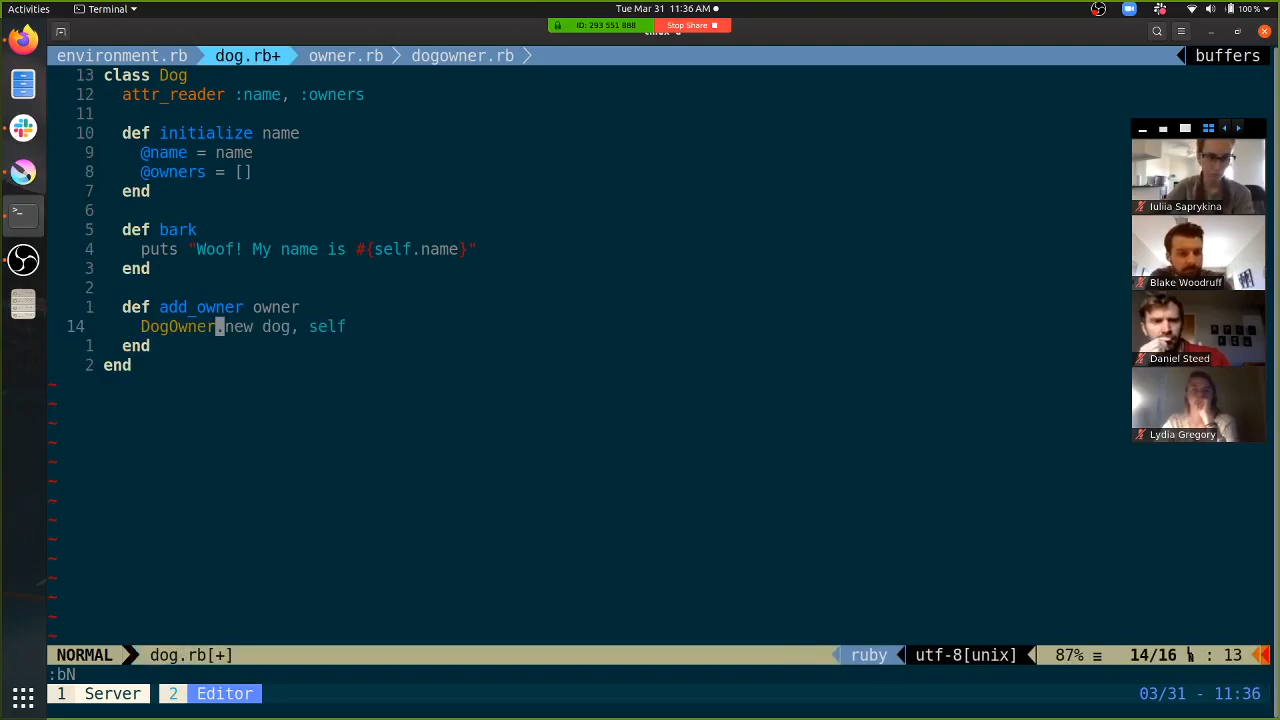 Activities Terminal Tue Mar 31 11:36 AM 100 %
ID: 293 551 888 Stop Share
environment.rb dog.rb+ owner.rb dogowner.rb buffers
13 class Dog
12 attr_reader :name, :owners
11
10 def initialize name
9 @name = name
8 @owners = []
7 end
6
5 def bark
4 puts "Woof! My name is #{self.name}"
3 end
2
1 def add_owner owner
14 DogOwner.new dog, self
1 end
2 end
~
~
~
~
~
~
~
~
~
~
~
~
~
~
Iuliia Saprykina
Blake Woodruff
Daniel Steed
Lydia Gregory
NORMAL dog.rb[+] ruby utf-8[unix] 87% ≡ 14/16 : 13
:bN
1 Server 2 Editor 03/31 - 11:36